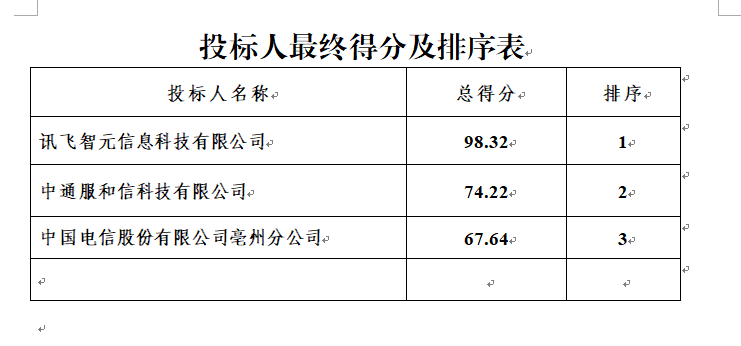 投标人最终得分及排序表
投标人名称 总得分 排序
讯飞智元信息科技有限公司 98.32 1
中通服和信科技有限公司 74.22 2
中国电信股份有限公司亳州分公司 67.64 3